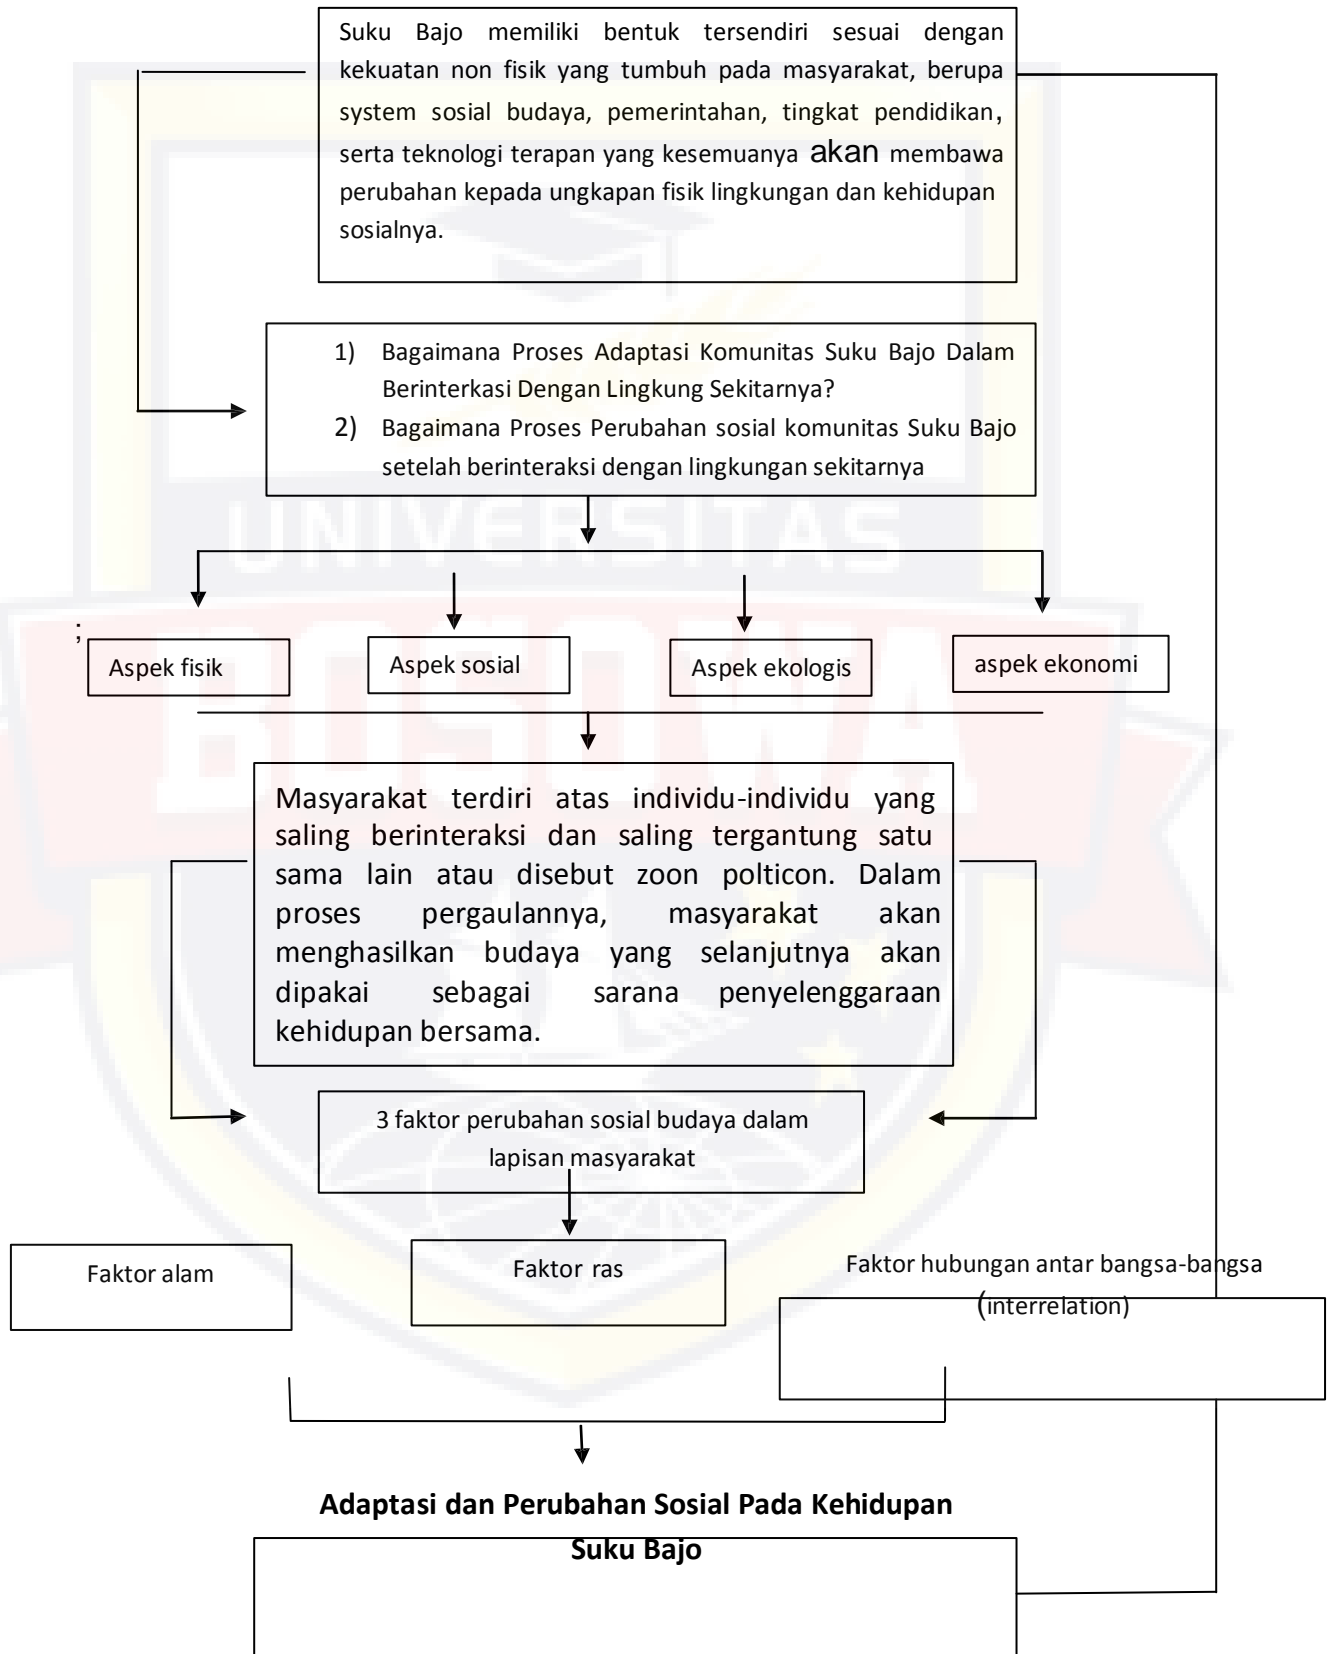 Suku Bajo memiliki bentuk tersendiri sesuai dengan
kekuatan non fisik yang tumbuh pada masyarakat, berupa
system sosial budaya, pemerintahan, tingkat pendidikan,
serta teknologi terapan yang kesemuanya akan membawa
perubahan kepada ungkapan fisik lingkungan dan kehidupan
sosialnya.
1) Bagaimana Proses Adaptasi Komunitas Suku Bajo Dalam
Berinterkasi Dengan Lingkung Sekitarnya?
2) Bagaimana Proses Perubahan sosial komunitas Suku Bajo
setelah berinteraksi dengan lingkungan sekitarnya
UNIVERSITAS
BOSOWA
;
Aspek fisik
Aspek sosial
Aspek ekologis
aspek ekonomi
Masyarakat terdiri atas individu-individu yang
saling berinteraksi dan saling tergantung satu
sama lain atau disebut zoon polticon. Dalam
proses pergaulannya, masyarakat akan
menghasilkan budaya yang selanjutnya akan
dipakai sebagai sarana penyelenggaraan
kehidupan bersama.
3 faktor perubahan sosial budaya dalam
lapisan masyarakat
Faktor alam
Faktor ras
Faktor hubungan antar bangsa-bangsa
(interrelation)
Adaptasi dan Perubahan Sosial Pada Kehidupan
Suku Bajo